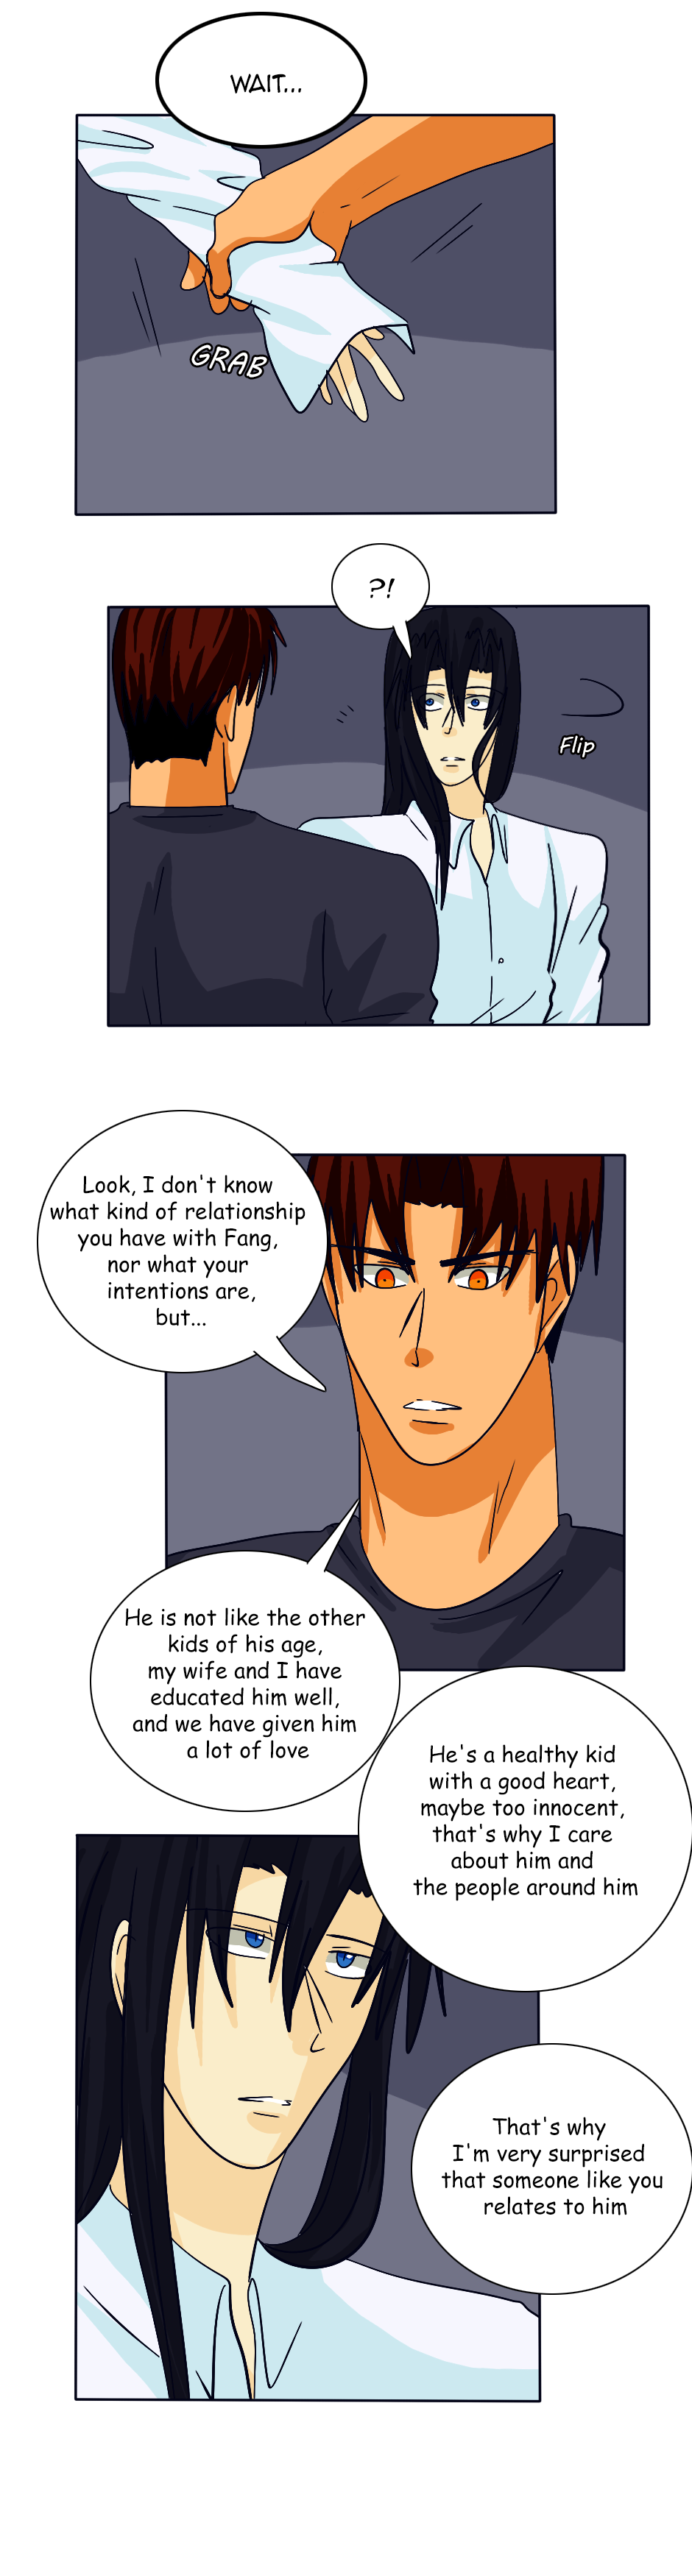 WAIT...
GRAB
?!
Flip
Look, I don't know
what kind of relationship
you have with Fang,
nor what your
intentions are,
but...
He is not like the other
kids of his age,
my wife and I have
educated him well,
and we have given him
a lot of love
He's a healthy kid
with a good heart,
maybe too innocent,
that's why I care
about him and
the people around him
That's why
I'm very surprised
that someone like you
relates to him